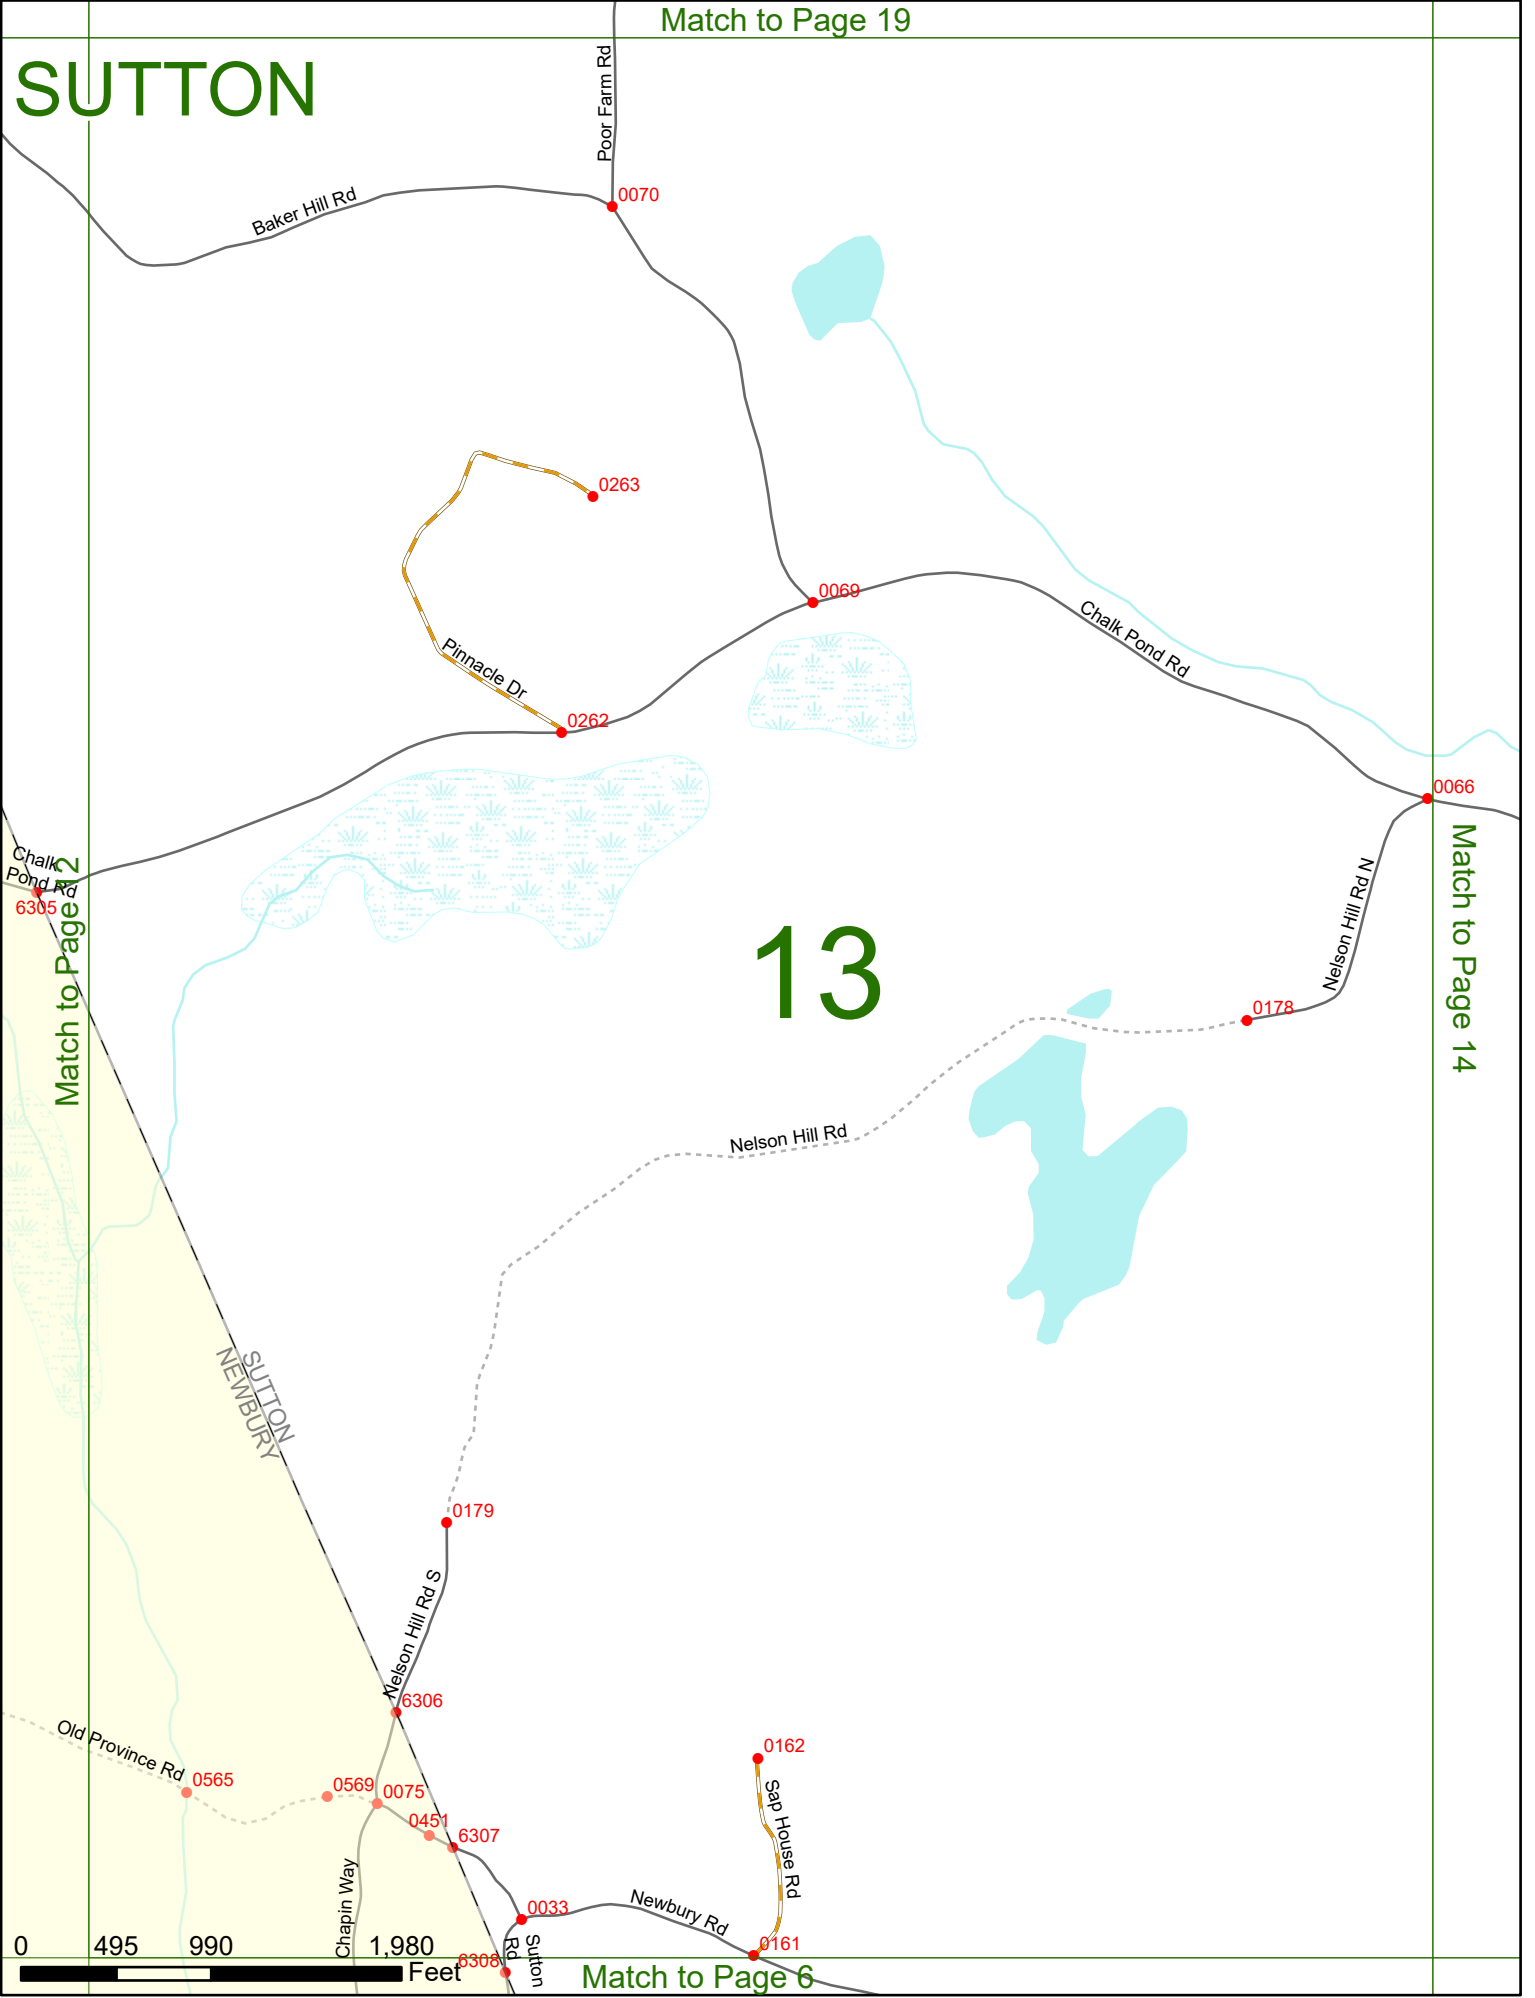 Match to Page 19
SUTTON
Poor Farm Rd
0070
Baker Hill Rd
0263
0069
Chalk Pond Rd
Pinnacle Dr
0262
0066
Chalk
Pond Rd
6305
Match to Page 12
Match to Page 14
13
Nelson Hill Rd N
0178
Nelson Hill Rd
SUTTON
NEWBURY
0179
Nelson Hill Rd S
6306
Old Province Rd
0565
0569
0075
0451
6307
0162
Sap House Rd
Chapin Way
0033
Newbury Rd
0161
Sutton
Rd
6308
0 495 990 1,980
Feet
Match to Page 6